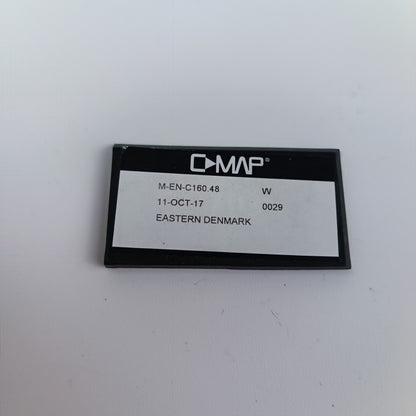 C-MAP®
M-EN-C160.48 W
11-OCT-17 0029
EASTERN DENMARK